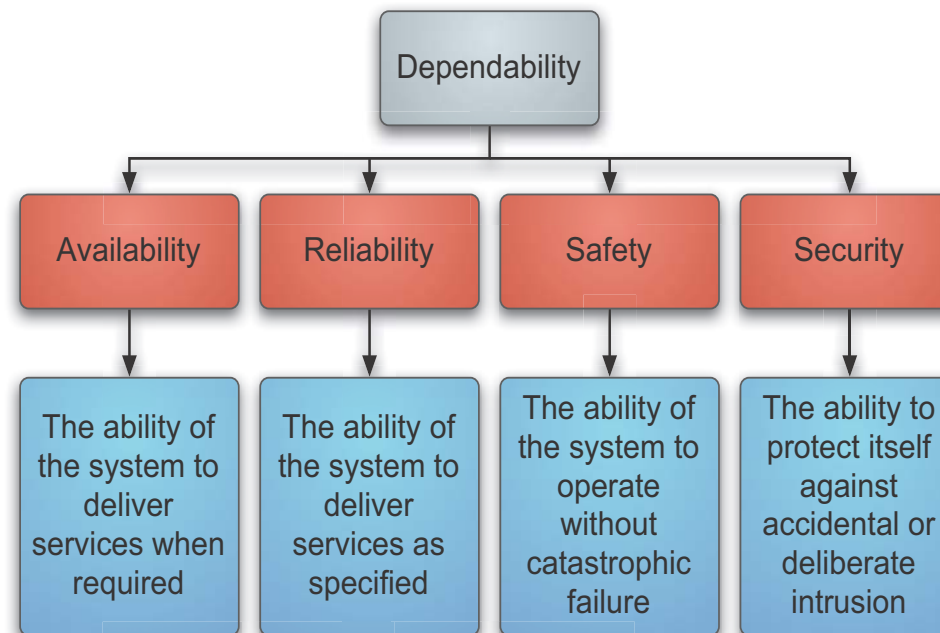 Dependability
Availability
Reliability
Safety
Security
The ability of
the system to
deliver
services when
required
The ability of
the system to
deliver
services as
specified
The ability of
the system to
operate
without
catastrophic
failure
The ability to
protect itself
against
accidental or
deliberate
intrusion